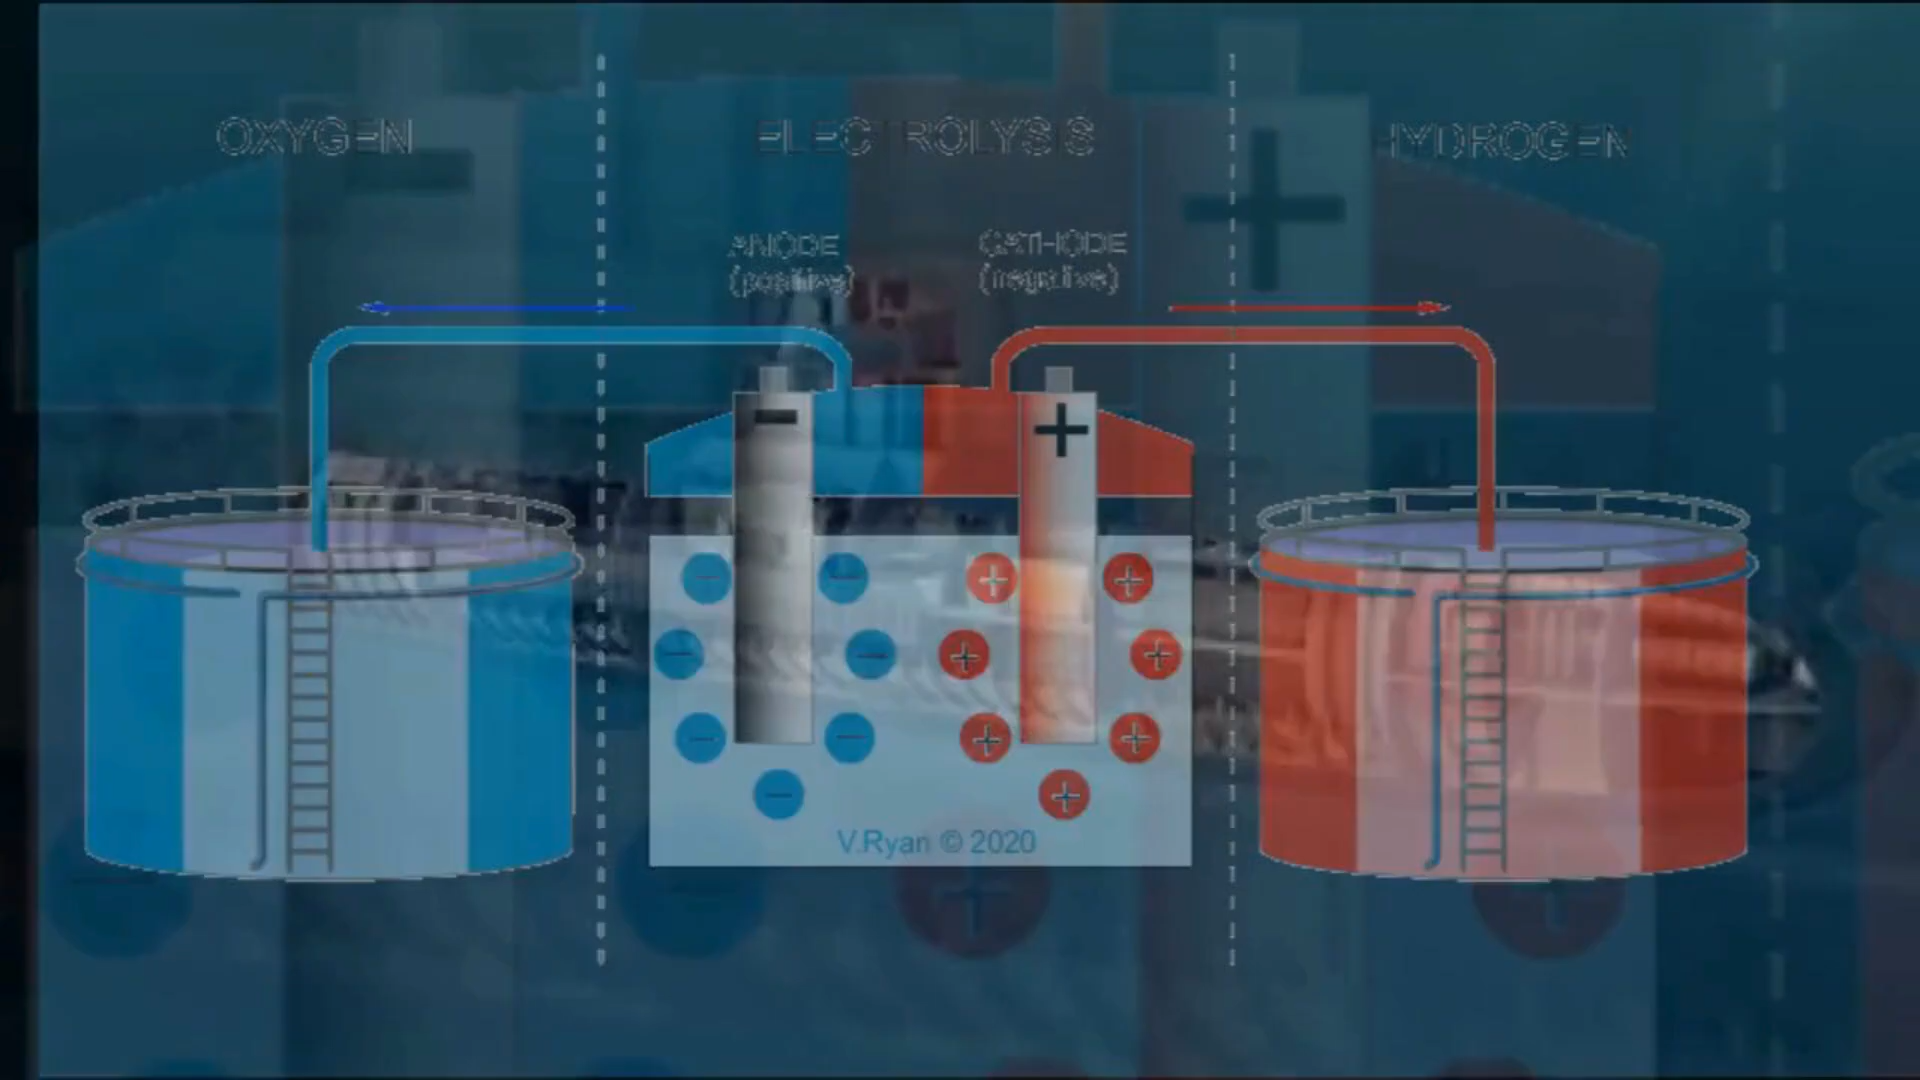 OXYGEN
ELECTROLYSIS
HYDROGEN
ANODE
(positive)
CATHODE
(negative)
V.Ryan © 2020